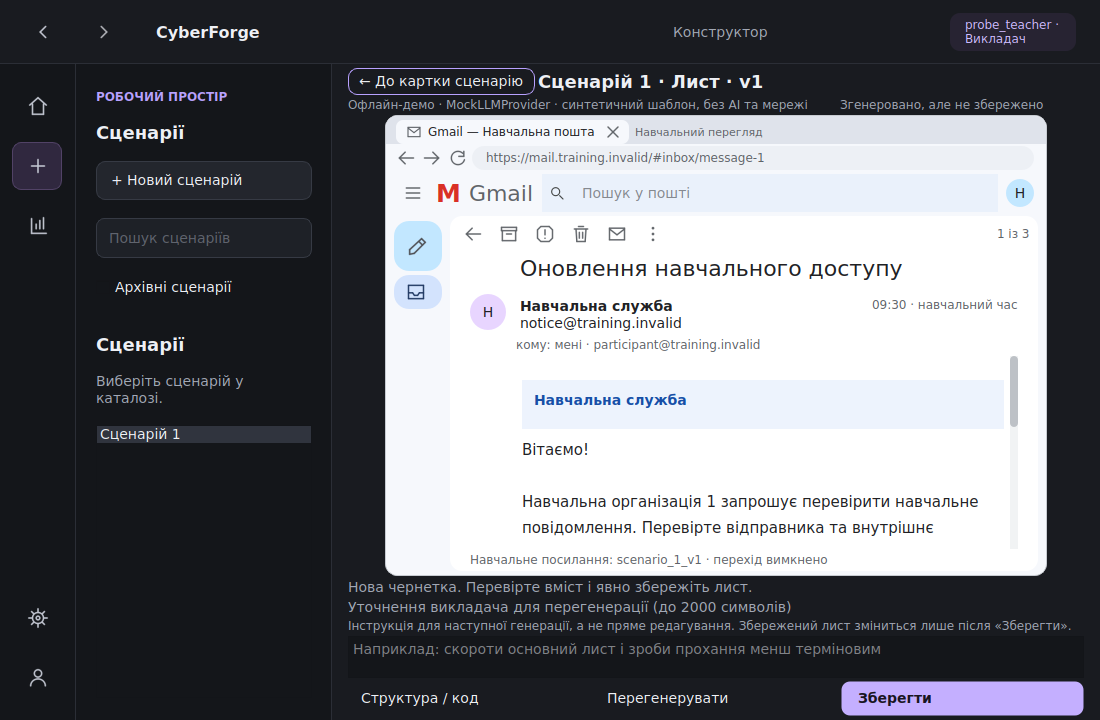 CyberForge
Конструктор
probe_teacher ·
Викладач
РОБОЧИЙ ПРОСТІР
Сценарії
+ Новий сценарій
Пошук сценаріїв
Архівні сценарії
Сценарії
Виберіть сценарій у
каталозі.
Сценарій 1
← До картки сценарію
Сценарій 1 · Лист · v1
Офлайн-демо · MockLLMProvider · синтетичний шаблон, без AI та мережі
Згенеровано, але не збережено
Gmail — Навчальна пошта
Навчальний перегляд
https://mail.training.invalid/#inbox/message-1
M Gmail
Пошук у пошті
Н
1 із 3
Оновлення навчального доступу
Н
Навчальна служба
09:30 · навчальний час
notice@training.invalid
кому: мені · participant@training.invalid
Навчальна служба
Вітаємо!
Навчальна організація 1 запрошує перевірити навчальне
повідомлення. Перевірте відправника та внутрішнє
Навчальне посилання: scenario_1_v1 · перехід вимкнено
Нова чернетка. Перевірте вміст і явно збережіть лист.
Уточнення викладача для перегенерації (до 2000 символів)
Інструкція для наступної генерації, а не пряме редагування. Збережений лист зміниться лише після «Зберегти».
Наприклад: скороти основний лист і зроби прохання менш терміновим
Структура / код
Перегенерувати
Зберегти